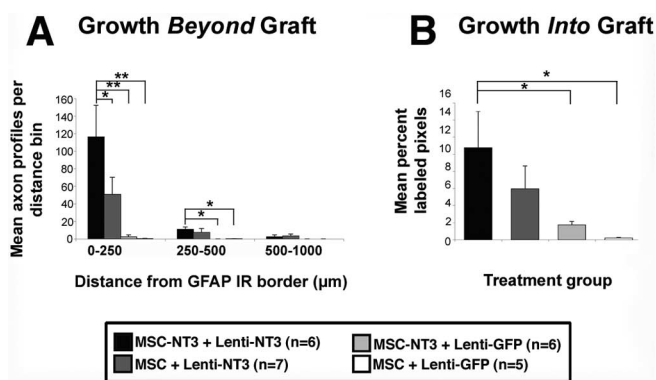 A Growth Beyond Graft
B Growth Into Graft
Mean axon profiles per
distance bin
160
140
120
100
80
60
40
20
0
**
**
*
*
*
0-250
250-500
500-1000
Distance from GFAP IR border (µm)
Mean percent
labeled pixels
16
14
12
10
8
6
4
2
0
*
*
Treatment group
MSC-NT3 + Lenti-NT3 (n=6)
MSC + Lenti-NT3 (n=7)
MSC-NT3 + Lenti-GFP (n=6)
MSC + Lenti-GFP (n=5)